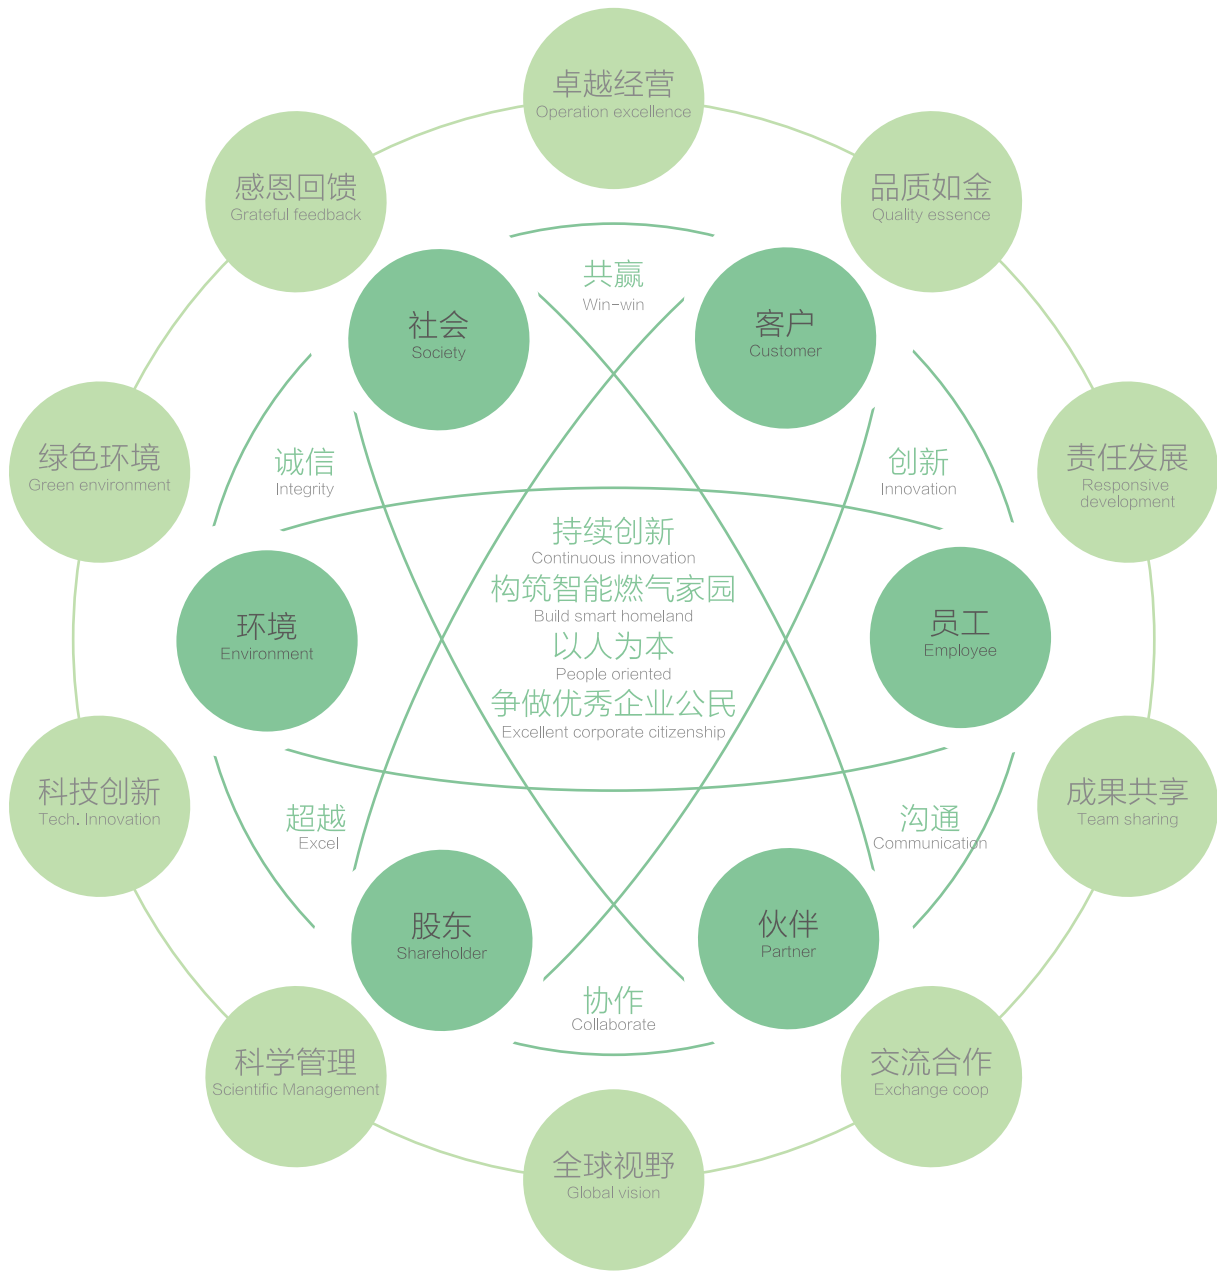 卓越经营
Operation excellence
感恩回馈
Grateful feedback
品质如金
Quality essence
共赢
Win-win
社会
Society
客户
Customer
绿色环境
Green environment
诚信
Integrity
创新
Innovation
责任发展
Responsive
development
持续创新
Continuous innovation
构筑智能燃气家园
Build smart homeland
以人为本
People oriented
争做优秀企业公民
Excellent corporate citizenship
环境
Environment
员工
Employee
科技创新
Tech. Innovation
超越
Excel
沟通
Communication
成果共享
Team sharing
股东
Shareholder
伙伴
Partner
协作
Collaborate
科学管理
Scientific Management
交流合作
Exchange coop
全球视野
Global vision